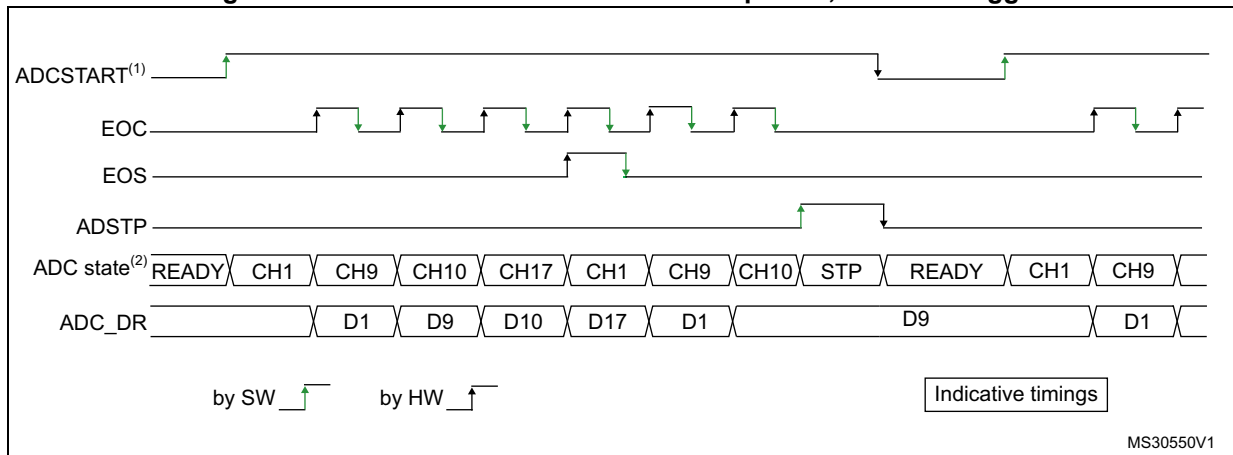 ADCSTART(1)
EOC
EOS
ADSTP
ADC state(2) READY CH1 CH9 CH10 CH17 CH1 CH9 CH10 STP READY CH1 CH9
ADC_DR D1 D9 D10 D17 D1 D9 D1
by SW by HW Indicative timings
MS30550V1